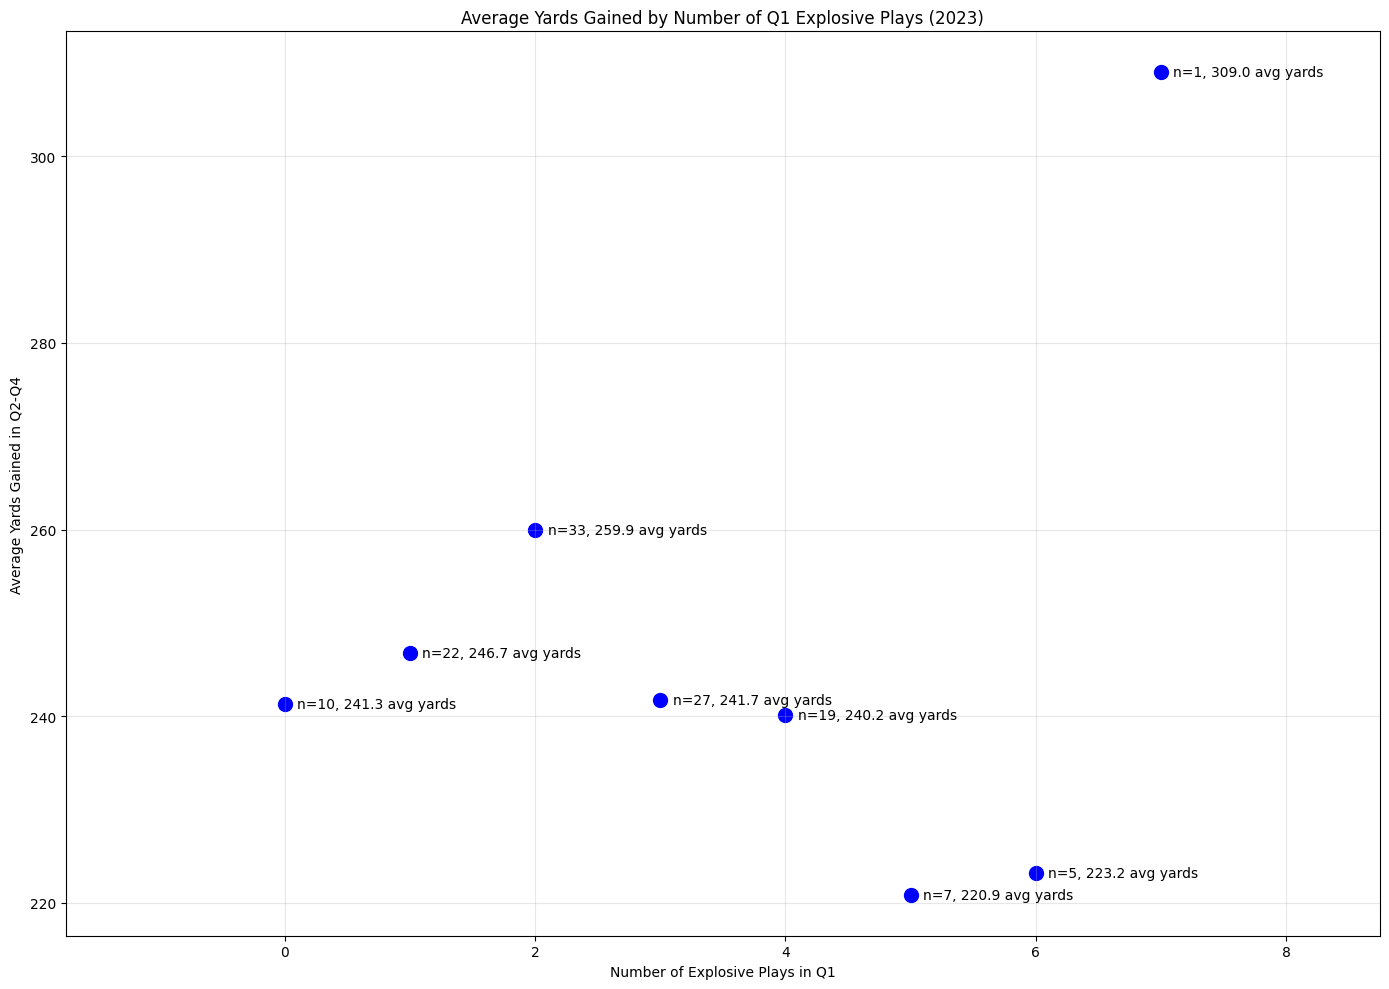 Average Yards Gained by Number of Q1 Explosive Plays (2023)
n=1, 309.0 avg yards
300
280
Average Yards Gained in Q2-Q4
260
n=33, 259.9 avg yards
n=22, 246.7 avg yards
n=10, 241.3 avg yards
n=27, 241.7 avg yards
240
n=19, 240.2 avg yards
n=5, 223.2 avg yards
220
n=7, 220.9 avg yards
0
2
4
6
8
Number of Explosive Plays in Q1